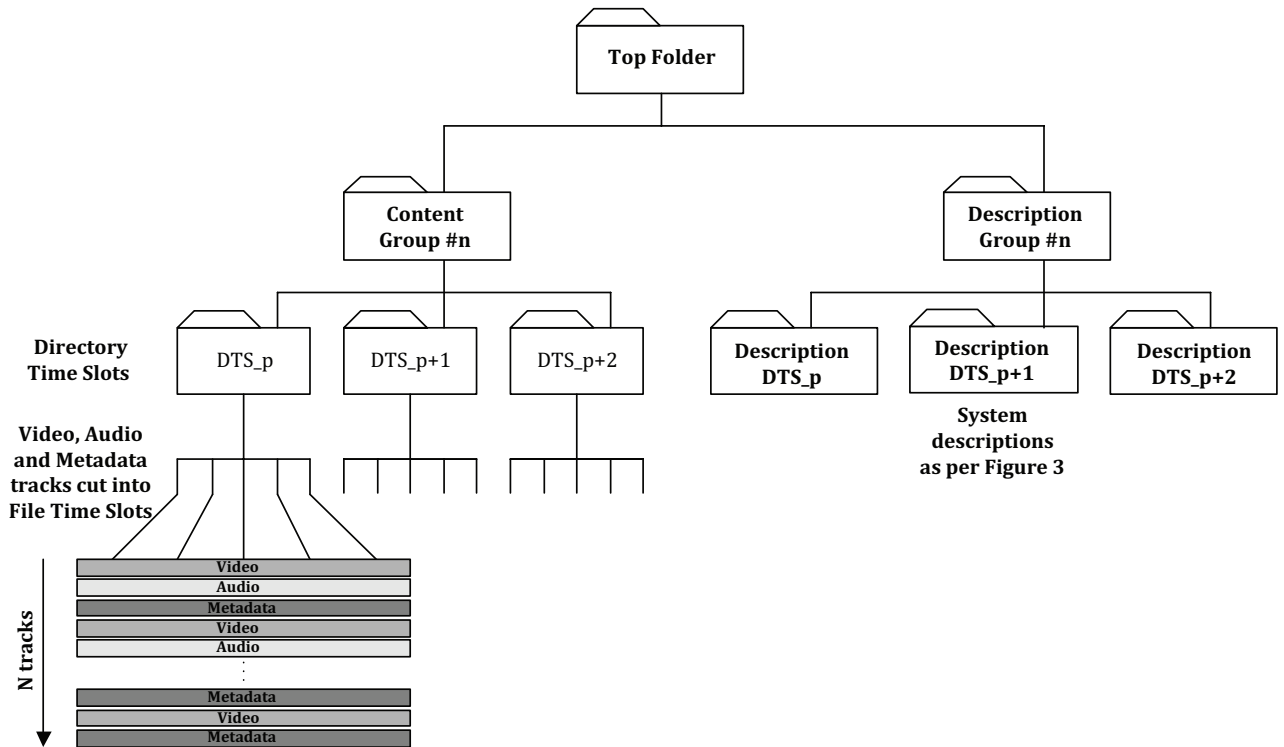 Top Folder
Content
Group #n
Description
Group #n
Directory
Time Slots
DTS_p
DTS_p+1
DTS_p+2
Description
DTS_p
Description
DTS_p+1
Description
DTS_p+2
System
descriptions
as per Figure 3
Video, Audio
and Metadata
tracks cut into
File Time Slots
N tracks
Video
Audio
Metadata
Video
Audio
Metadata
Video
Metadata